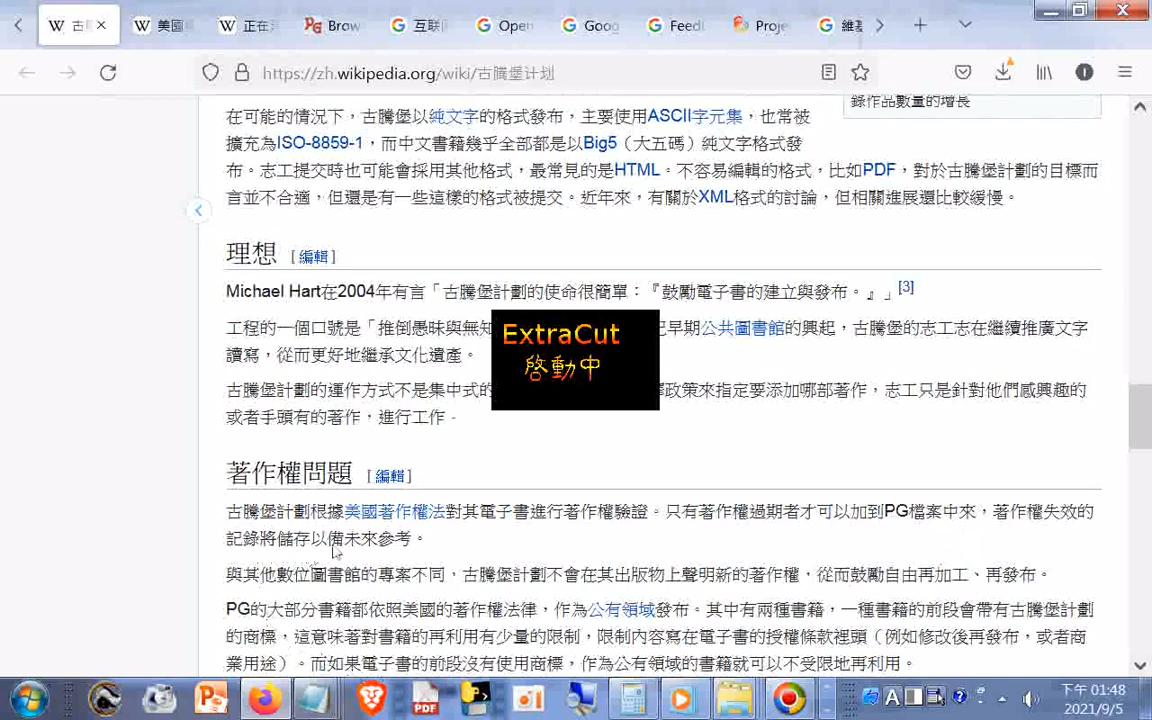 古
美國
正在
Brow
互联
Open
Goog
Feed
Proje
維
https://zh.wikipedia.org/wiki/古腾堡计划
錄作品數量的增長
在可能的情況下，古騰堡以純文字的格式發布，主要使用ASCII字元集，也常被
擴充為ISO-8859-1，而中文書籍幾乎全部都是以Big5（大五碼）純文字格式發
布。志工提交時也可能會採用其他格式，最常見的是HTML。不容易編輯的格式，比如PDF，對於古騰堡計劃的目標而
言並不合適，但還是有一些這樣的格式被提交。近年來，有關於XML格式的討論，但相關進展還比較緩慢。
理想 [編輯]
Michael Hart在2004年有言「古騰堡計劃的使命很簡單：『鼓勵電子書的建立與發布。』」[3]
工程的一個口號是「推倒愚昧與無知 早期公共圖書館的興起，古騰堡的志工志在繼續推廣文字
讀寫，從而更好地繼承文化遺產。
ExtraCut
啓動中
古騰堡計劃的運作方式不是集中式的 政策來指定要添加哪部著作，志工只是針對他們感興趣的
或者手頭有的著作，進行工作。
著作權問題 [編輯]
古騰堡計劃根據美國著作權法對其電子書進行著作權驗證。只有著作權過期者才可以加到PG檔案中來，著作權失效的
記錄將儲存以備未來參考。
與其他數位圖書館的專案不同，古騰堡計劃不會在其出版物上聲明新的著作權，從而鼓勵自由再加工、再發布。
PG的大部分書籍都依照美國的著作權法律，作為公有領域發布。其中有兩種書籍，一種書籍的前段會帶有古騰堡計劃
的商標，這意味著對書籍的再利用有少量的限制，限制內容寫在電子書的授權條款裡頭（例如修改後再發布，或者商
業用途）。而如果電子書的前段沒有使用商標，作為公有領域的書籍就可以不受限地再利用。
下午 01:48
2021/9/5